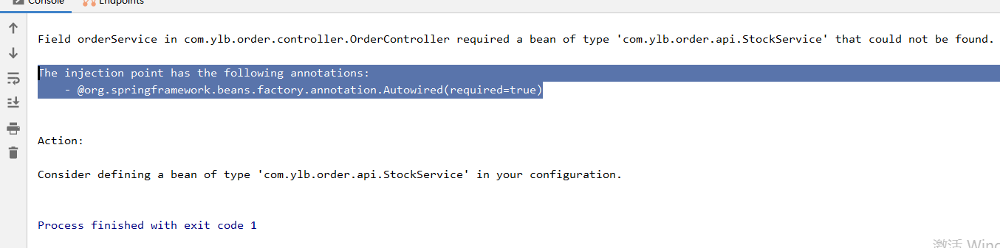 Console Endpoints
Field orderService in com.ylb.order.controller.OrderController required a bean of type 'com.ylb.order.api.StockService' that could not be found.
The injection point has the following annotations:
- @org.springframework.beans.factory.annotation.Autowired(required=true)
Action:
Consider defining a bean of type 'com.ylb.order.api.StockService' in your configuration.
Process finished with exit code 1
激活 Wind